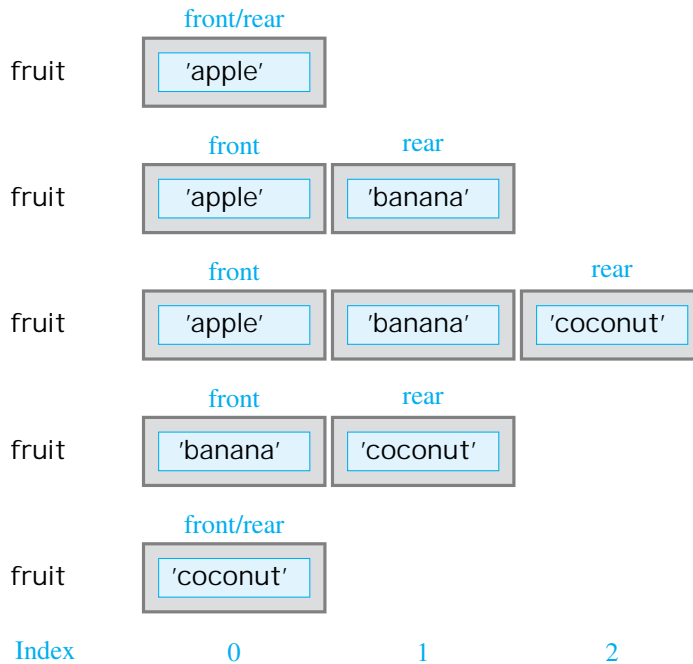 front/rear
fruit 'apple'
front rear
fruit 'apple' 'banana'
front rear
fruit 'apple' 'banana' 'coconut'
front rear
fruit 'banana' 'coconut'
front/rear
fruit 'coconut'
Index 0 1 2